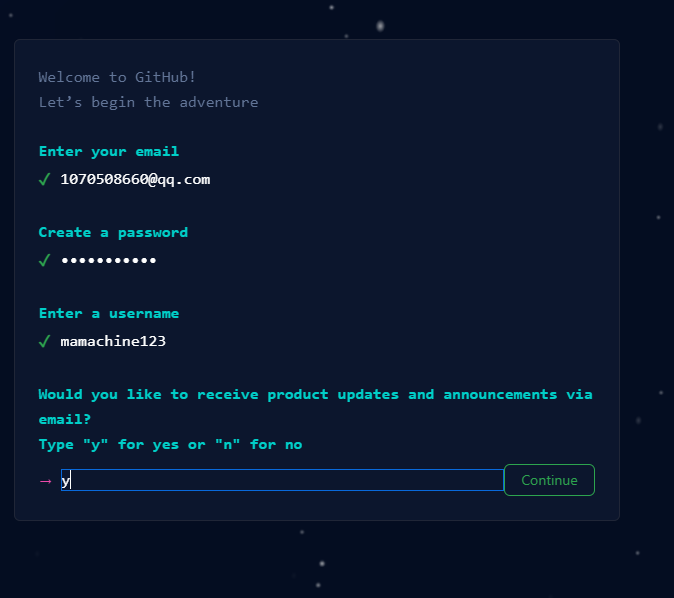 Welcome to GitHub!
Let’s begin the adventure
Enter your email
✓ 1070508660@qq.com
Create a password
✓ •••••••••••
Enter a username
✓ mamachine123
Would you like to receive product updates and announcements via
email?
Type "y" for yes or "n" for no
→ y Continue